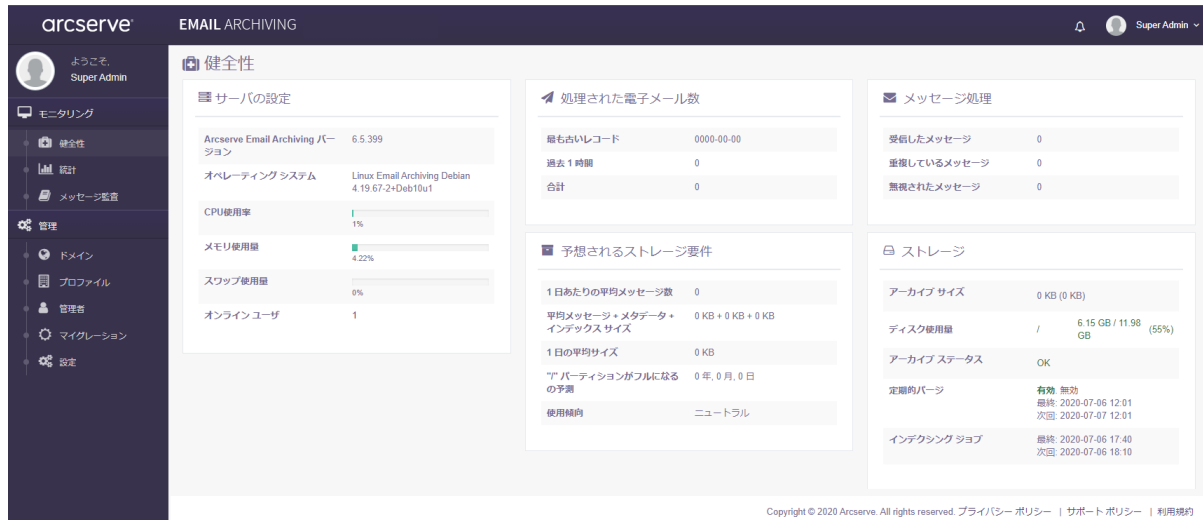 arcserve
EMAIL ARCHIVING
Super Admin
ようこそ,
Super Admin
モニタリング
健全性
統計
メッセージ監査
管理
ドメイン
プロファイル
管理者
マイグレーション
設定
健全性
サーバの設定
Arcserve Email Archiving バー
ジョン
6.5.399
オペレーティング システム
Linux Email Archiving Debian
4.19.67-2+Deb10u1
CPU使用率
1%
メモリ使用量
4.22%
スワップ使用量
0%
オンライン ユーザ
1
処理された電子メール数
最も古いレコード
0000-00-00
過去 1 時間
0
合計
0
メッセージ処理
受信したメッセージ
0
重複しているメッセージ
0
無視されたメッセージ
0
予想されるストレージ要件
1 日あたりの平均メッセージ数
0
平均メッセージ + メタデータ +
インデックス サイズ
0 KB + 0 KB + 0 KB
1 日の平均サイズ
0 KB
"/" パーティションがフルになる
の予測
0 年, 0 月, 0 日
使用傾向
ニュートラル
ストレージ
アーカイブ サイズ
0 KB (0 KB)
ディスク使用量
/
6.15 GB / 11.98
GB
(55%)
アーカイブ ステータス
OK
定期的パージ
有効 無効
最終: 2020-07-06 12:01
次回: 2020-07-07 12:01
インデクシング ジョブ
最終: 2020-07-06 17:40
次回: 2020-07-06 18:10
Copyright © 2020 Arcserve. All rights reserved. プライバシー ポリシー | サポート ポリシー | 利用規約